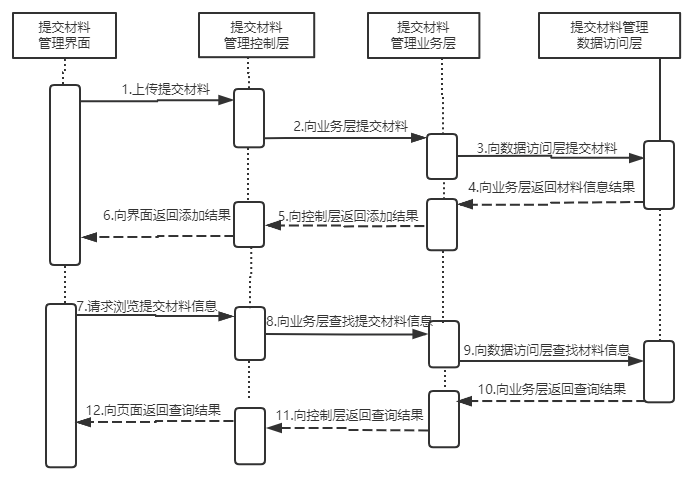 提交材料
管理界面
提交材料
管理控制层
提交材料
管理业务层
提交材料管理
数据访问层
1.上传提交材料
2.向业务层提交材料
3.向数据访问层提交材料
4.向业务层返回材料信息结果
5.向控制层返回添加结果
6.向界面返回添加结果
7.请求浏览提交材料信息
8.向业务层查找提交材料信息
9.向数据访问层查找材料信息
10.向业务层返回查询结果
11.向控制层返回查询结果
12.向页面返回查询结果